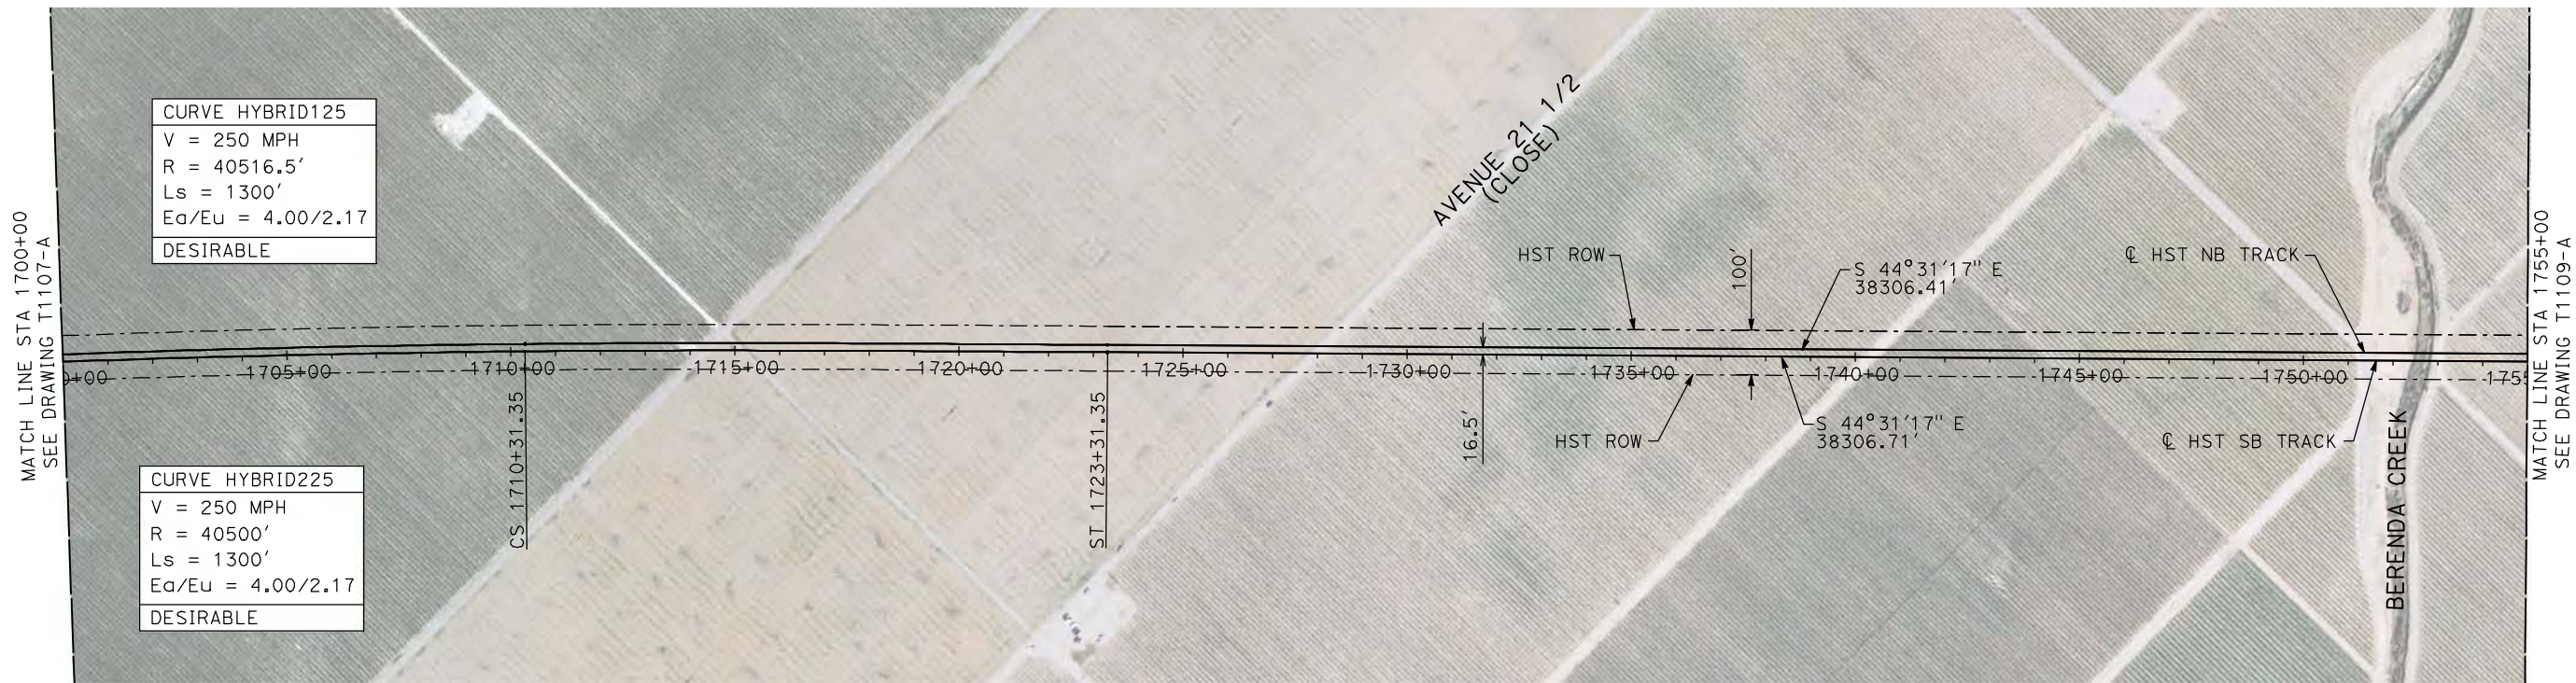 CURVE HYBRID125
V = 250 MPH
R = 40516.5'
Ls = 1300'
Ea/Eu = 4.00/2.17
DESIRABLE
MATCH LINE STA 1700+00
SEE DRAWING T1107-A
AVENUE 21 1/2
(CLOSE)
HST ROW
100'
S 44°31'17" E
38306.41'
℄ HST NB TRACK
MATCH LINE STA 1755+00
SEE DRAWING T1109-A
0+00
1705+00
1710+00
1715+00
1720+00
1725+00
1730+00
1735+00
1740+00
1745+00
1750+00
1755
CS 1710+31.35
ST 1723+31.35
16.5'
HST ROW
S 44°31'17" E
38306.71'
℄ HST SB TRACK
BERENDA CREEK
CURVE HYBRID225
V = 250 MPH
R = 40500'
Ls = 1300'
Ea/Eu = 4.00/2.17
DESIRABLE